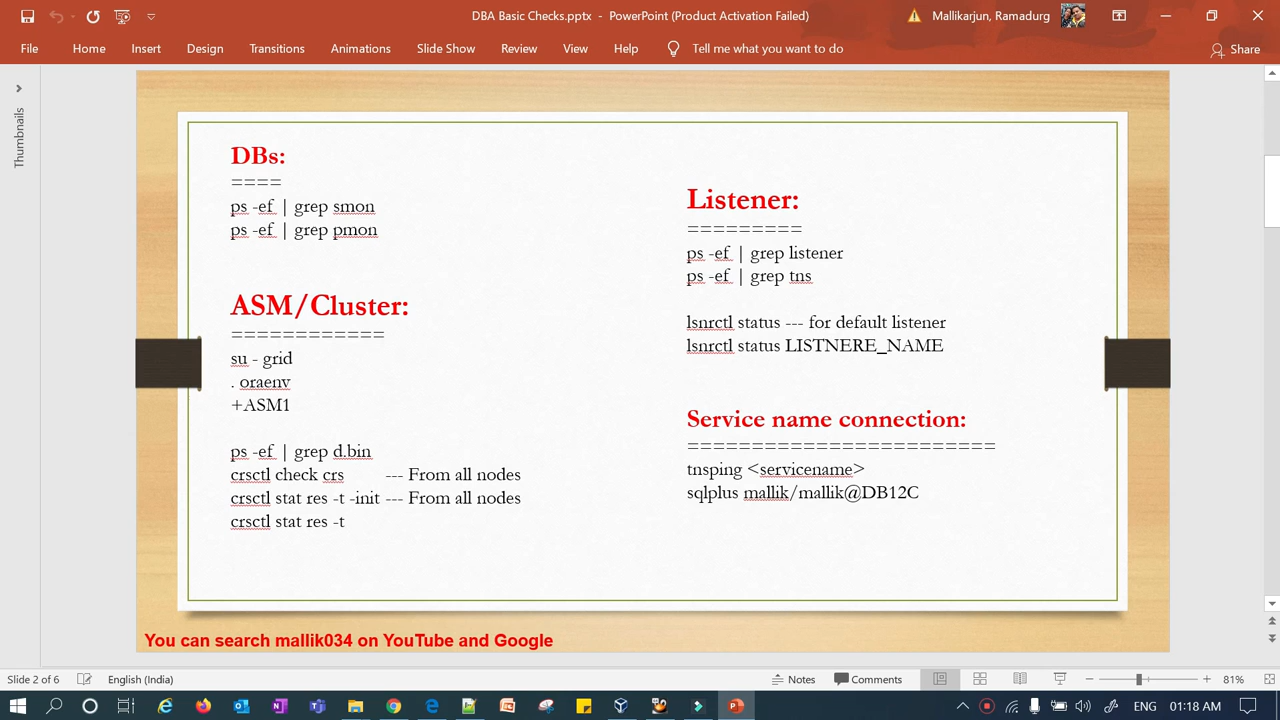 DBA Basic Checks.pptx - PowerPoint (Product Activation Failed)
Mallikarjun, Ramadurg
File Home Insert Design Transitions Animations Slide Show Review View Help Tell me what you want to do Share
Thumbnails
DBs:
====
ps -ef | grep smon
ps -ef | grep pmon
ASM/Cluster:
============
su - grid
. oraenv
+ASM1
ps -ef | grep d.bin
crsctl check crs --- From all nodes
crsctl stat res -t -init --- From all nodes
crsctl stat res -t
Listener:
=========
ps -ef | grep listener
ps -ef | grep tns
lsnrctl status --- for default listener
lsnrctl status LISTNERE_NAME
Service name connection:
========================
tnsping <servicename>
sqlplus mallik/mallik@DB12C
You can search mallik034 on YouTube and Google
Slide 2 of 6 English (India) Notes Comments 81%
ENG 01:18 AM